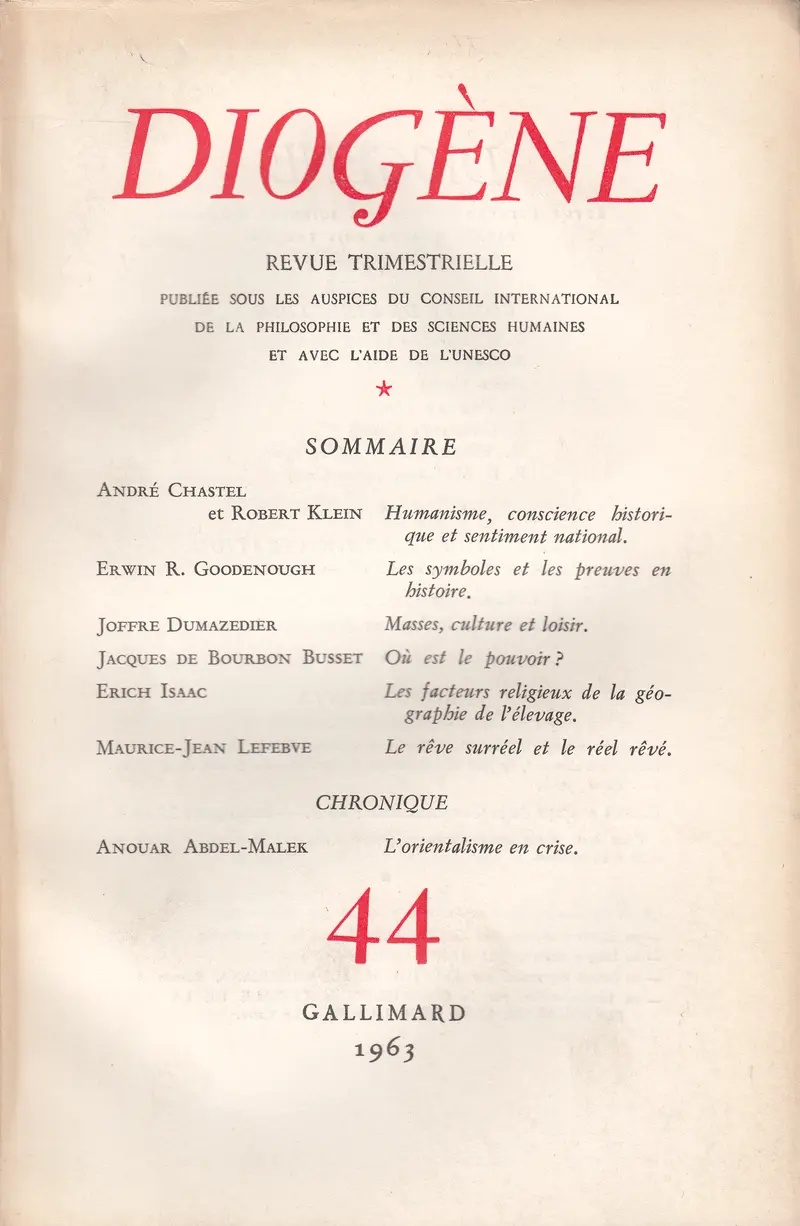 DIOGÈNE
REVUE TRIMESTRIELLE
PUBLIÉE SOUS LES AUSPICES DU CONSEIL INTERNATIONAL
DE LA PHILOSOPHIE ET DES SCIENCES HUMAINES
ET AVEC L'AIDE DE L'UNESCO
★
SOMMAIRE
ANDRÉ CHASTEL
et ROBERT KLEIN Humanisme, conscience histori-
que et sentiment national.
ERWIN R. GOODENOUGH Les symboles et les preuves en
histoire.
JOFFRE DUMAZEDIER Masses, culture et loisir.
JACQUES DE BOURBON BUSSET Où est le pouvoir ?
ERICH ISAAC Les facteurs religieux de la géo-
graphie de l'élevage.
MAURICE-JEAN LEFEBVE Le rêve surréel et le réel rêvé.
CHRONIQUE
ANOUAR ABDEL-MALEK L'orientalisme en crise.
44
GALLIMARD
1963